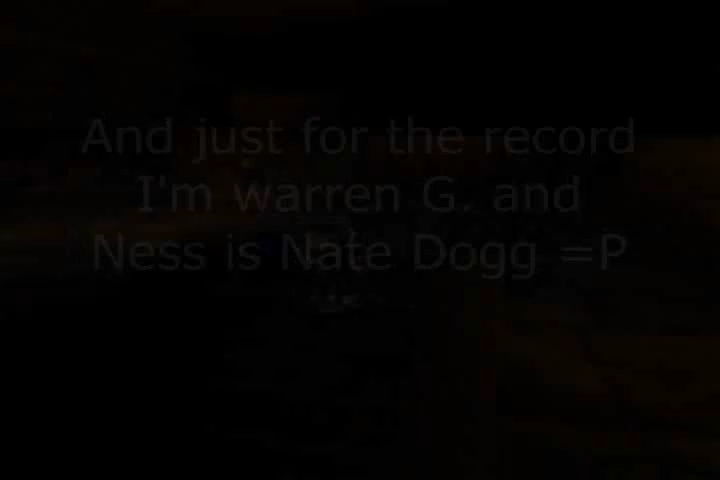 And just for the record
I'm warren G. and
Ness is Nate Dogg =P